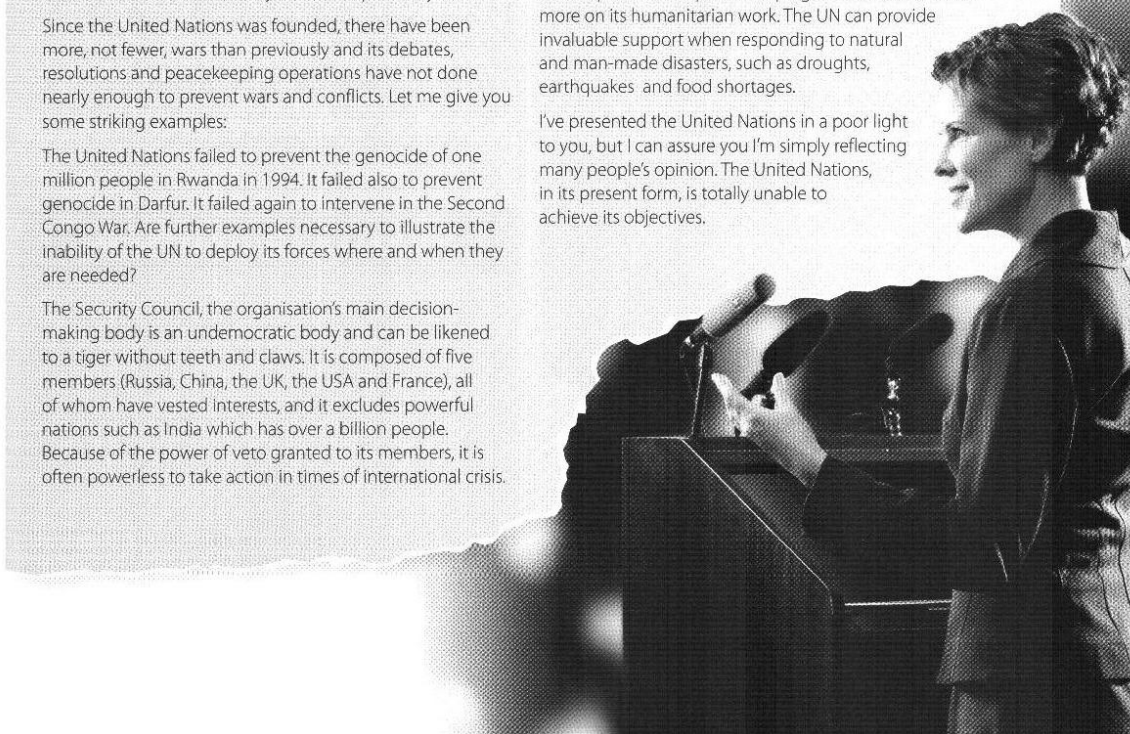 Since the United Nations was founded, there have been
more, not fewer, wars than previously and its debates,
resolutions and peacekeeping operations have not done
nearly enough to prevent wars and conflicts. Let me give you
some striking examples:
The United Nations failed to prevent the genocide of one
million people in Rwanda in 1994. It failed also to prevent
genocide in Darfur. It failed again to intervene in the Second
Congo War. Are further examples necessary to illustrate the
inability of the UN to deploy its forces where and when they
are needed?
The Security Council, the organisation's main decision-
making body is an undemocratic body and can be likened
to a tiger without teeth and claws. It is composed of five
members (Russia, China, the UK, the USA and France), all
of whom have vested interests, and it excludes powerful
nations such as India which has over a billion people.
Because of the power of veto granted to its members, it is
often powerless to take action in times of international crisis.
more on its humanitarian work. The UN can provide
invaluable support when responding to natural
and man-made disasters, such as droughts,
earthquakes and food shortages.
I've presented the United Nations in a poor light
to you, but I can assure you I'm simply reflecting
many people's opinion. The United Nations,
in its present form, is totally unable to
achieve its objectives.